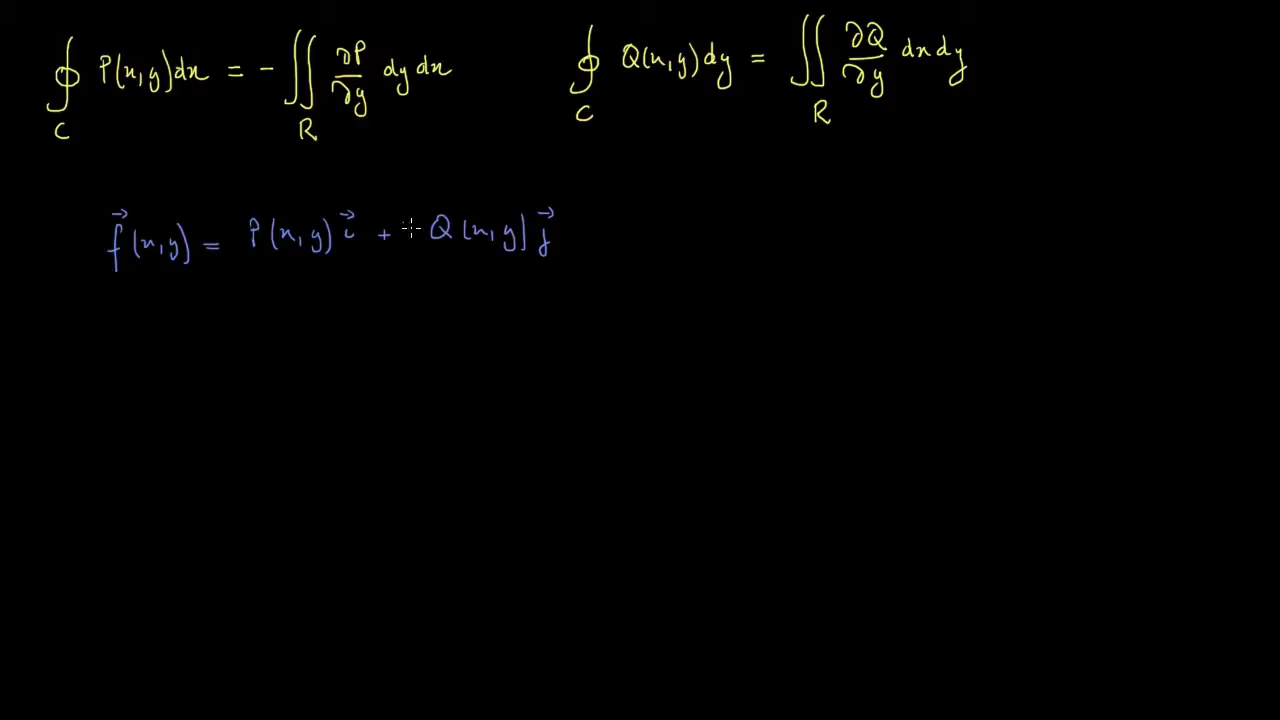 ∮_C P(x,y)dx = - ∬_R ∂P/∂y dy dx
∮_C Q(x,y)dy = ∬_R ∂Q/∂y dx dy
f⃗(x,y) = P(x,y) i⃗ + Q(x,y) j⃗